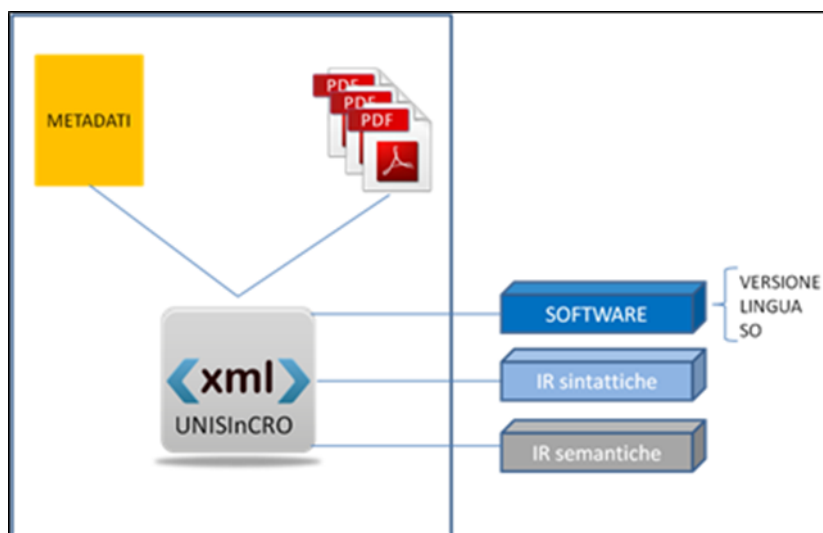 METADATI
PDF
PDF
PDF
xml
UNISInCRO
SOFTWARE
VERSIONE
LINGUA
SO
IR sintattiche
IR semantiche